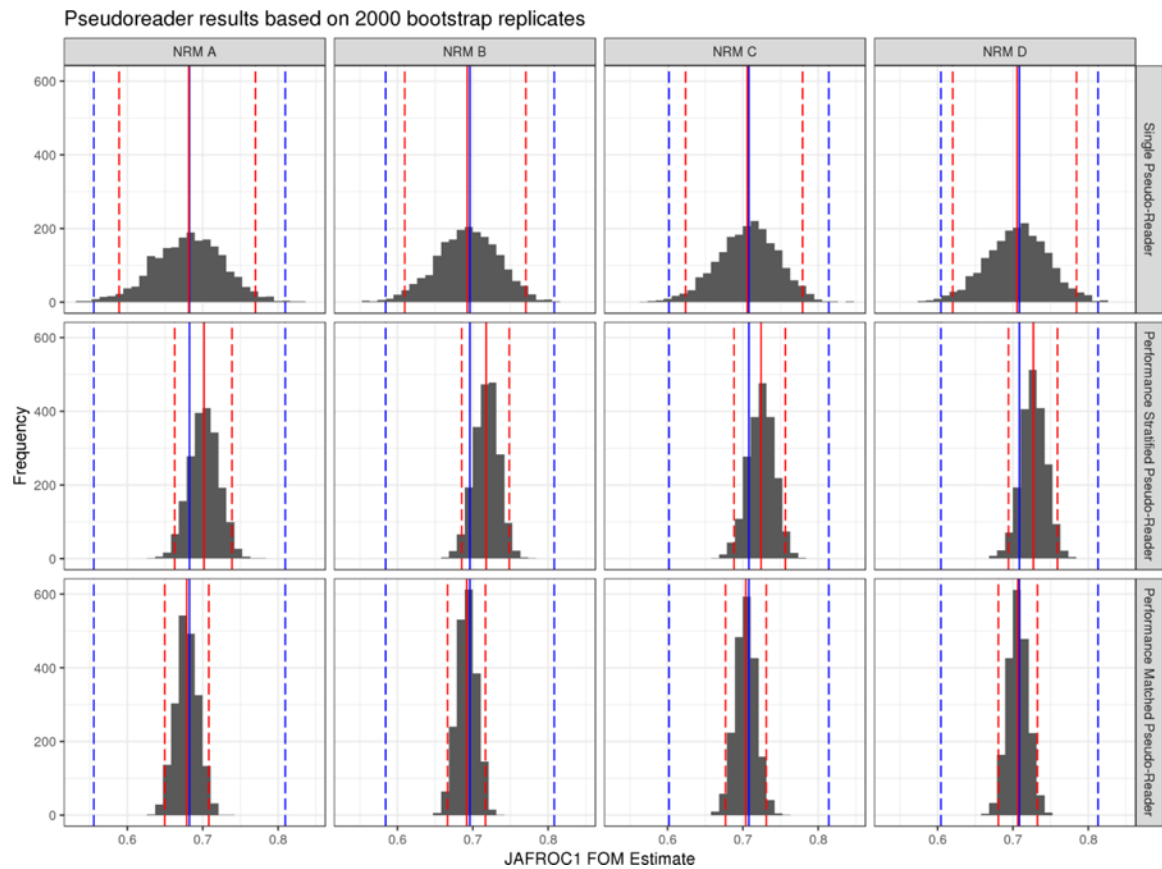 Pseudoreader results based on 2000 bootstrap replicates
NRM A
NRM B
NRM C
NRM D
600
400
200
0
Single Pseudo-Reader
600
400
200
0
Performance Stratified Pseudo-Reader
600
400
200
0
Performance Matched Pseudo-Reader
Frequency
0.6 0.7 0.8
0.6 0.7 0.8
0.6 0.7 0.8
0.6 0.7 0.8
JAFROC1 FOM Estimate